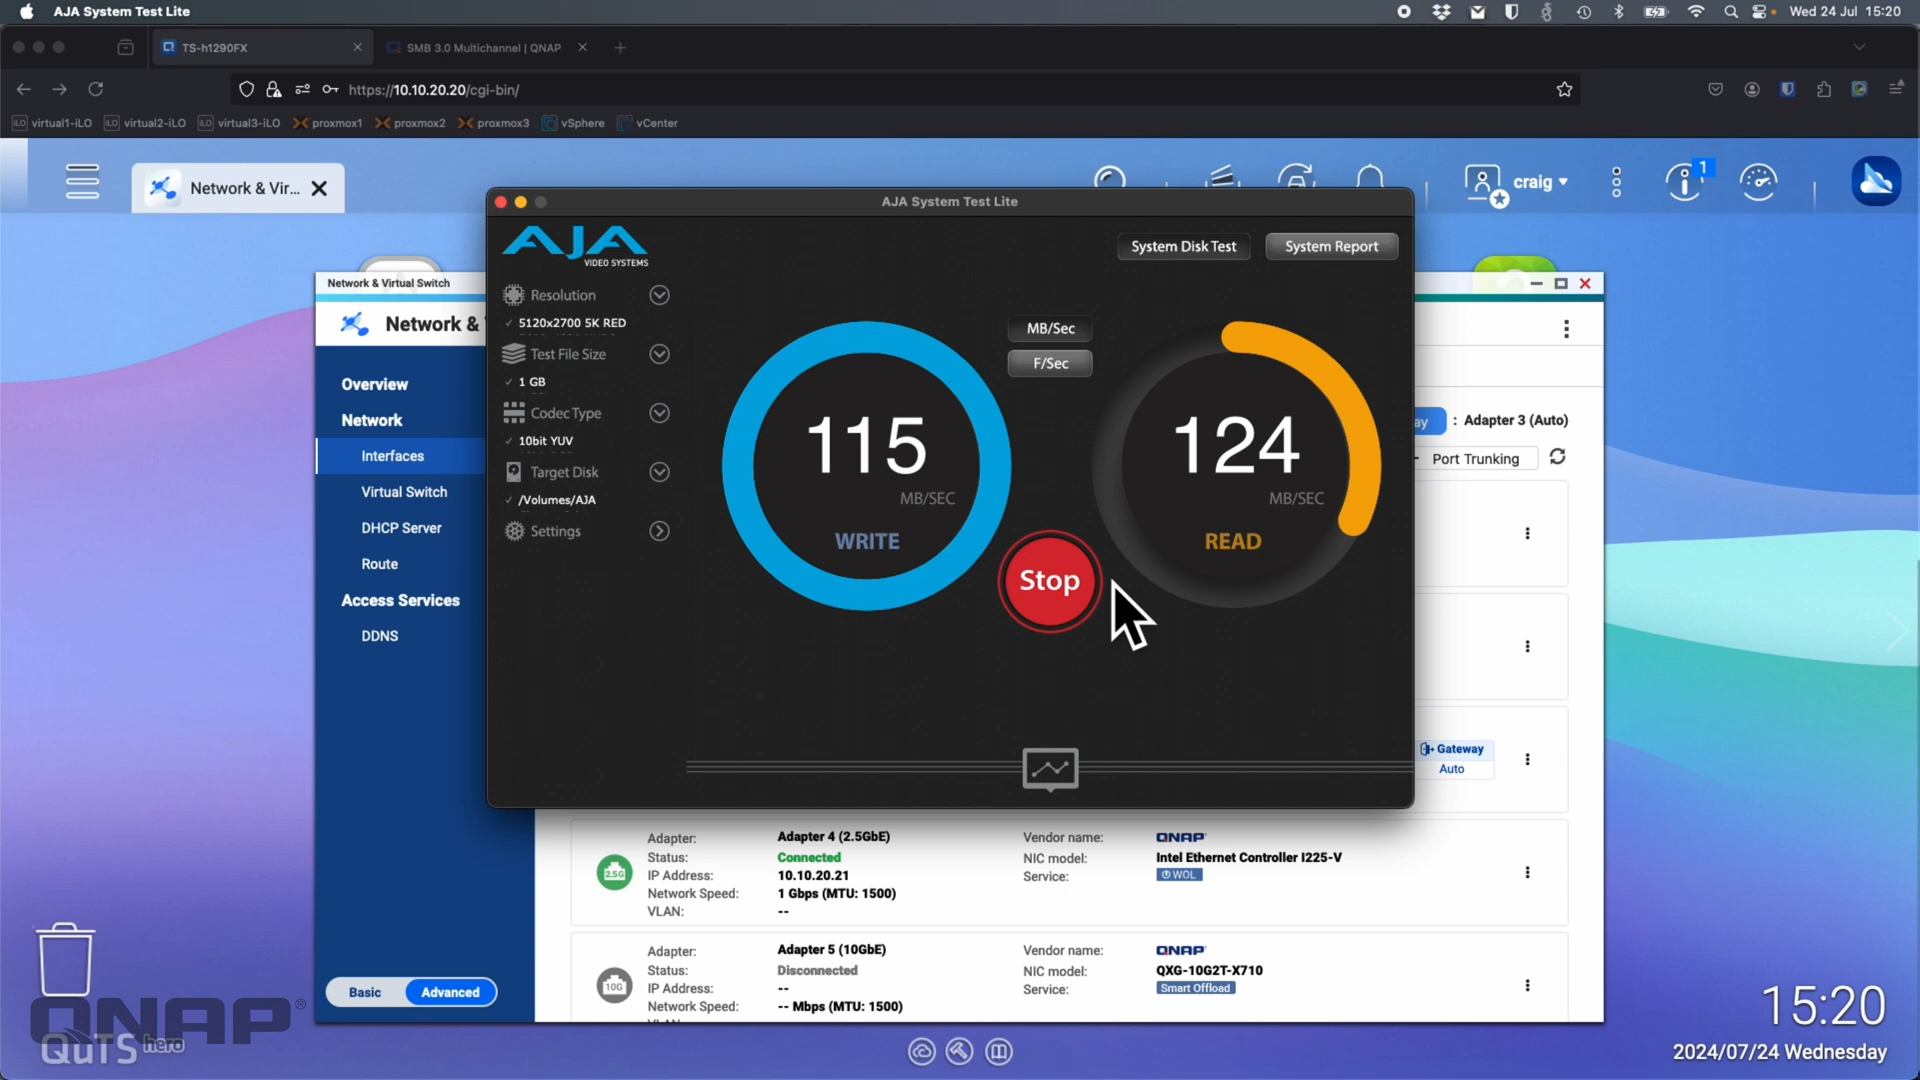 AJA System Test Lite
Wed 24 Jul 15:20
TS-h1290FX
SMB 3.0 Multichannel | QNAP
https://10.10.20.20/cgi-bin/
iLO virtual1-iLO
iLO virtual2-iLO
iLO virtual3-iLO
proxmox1
proxmox2
proxmox3
vSphere
vCenter
Network & Vir...
craig
1
AJA System Test Lite
AJA
VIDEO SYSTEMS
System Disk Test
System Report
Resolution
5120x2700 5K RED
Test File Size
1 GB
Codec Type
10bit YUV
Target Disk
/Volumes/AJA
Settings
MB/Sec
F/Sec
115
MB/SEC
WRITE
124
MB/SEC
READ
Stop
Network & Virtual Switch
Network &
Overview
Network
Interfaces
Virtual Switch
DHCP Server
Route
Access Services
DDNS
Basic
Advanced
: Adapter 3 (Auto)
Port Trunking
Gateway
Auto
2.5G
Adapter: Adapter 4 (2.5GbE)
Status: Connected
IP Address: 10.10.20.21
Network Speed: 1 Gbps (MTU: 1500)
VLAN: --
Vendor name: QNAP
NIC model: Intel Ethernet Controller I225-V
Service: WOL
10G
Adapter: Adapter 5 (10GbE)
Status: Disconnected
IP Address: --
Network Speed: -- Mbps (MTU: 1500)
Vendor name: QNAP
NIC model: QXG-10G2T-X710
Service: Smart Offload
QNAP®
QuTS hero
15:20
2024/07/24 Wednesday